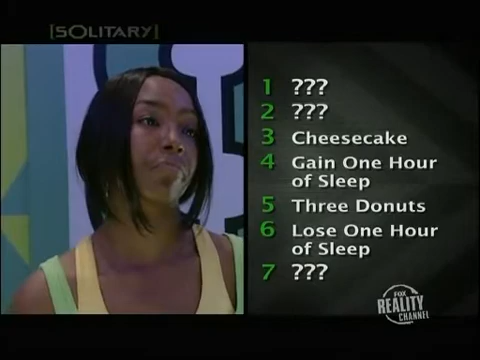 [SOLITARY]
1 ???
2 ???
3 Cheesecake
4 Gain One Hour
of Sleep
5 Three Donuts
6 Lose One Hour
of Sleep
7 ???
FOX
REALITY
CHANNEL